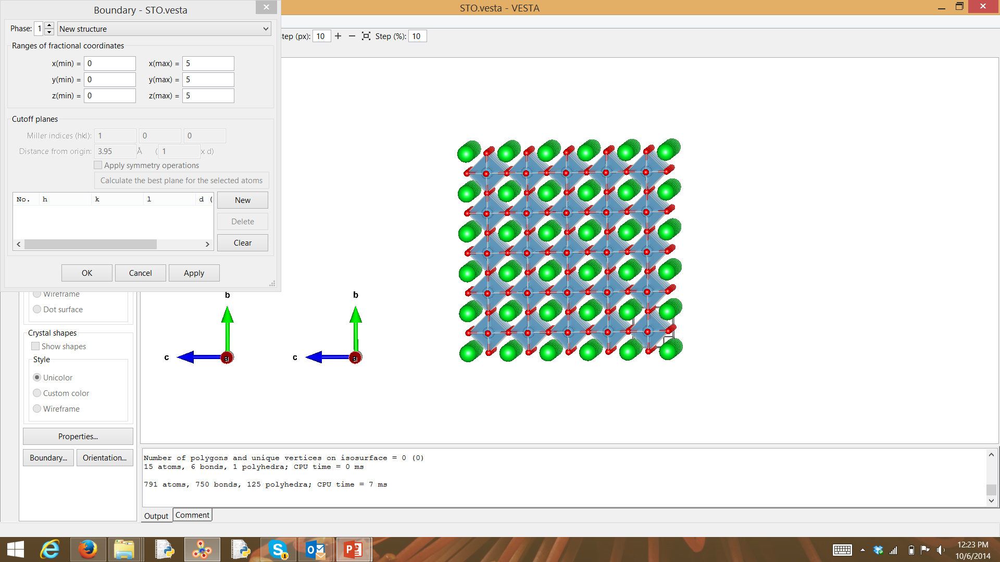 Boundary - STO.vesta
STO.vesta - VESTA
Phase: 1 New structure
tep (px): 10 Step (%): 10
Ranges of fractional coordinates
x(min) = 0 x(max) = 5
y(min) = 0 y(max) = 5
z(min) = 0 z(max) = 5
Cutoff planes
Miller indices (hkl): 1 0 0
Distance from origin: 3.95 Å ( 1 x d)
Apply symmetry operations
Calculate the best plane for the selected atoms
No. h k l d (
New
Delete
Clear
OK Cancel Apply
Wireframe
Dot surface
Crystal shapes
Show shapes
Style
Unicolor
Custom color
Wireframe
Properties...
Boundary... Orientation...
b
c
a
b
c
a
Number of polygons and unique vertices on isosurface = 0 (0)
15 atoms, 6 bonds, 1 polyhedra; CPU time = 0 ms
791 atoms, 750 bonds, 125 polyhedra; CPU time = 7 ms
Output Comment
12:23 PM
10/6/2014